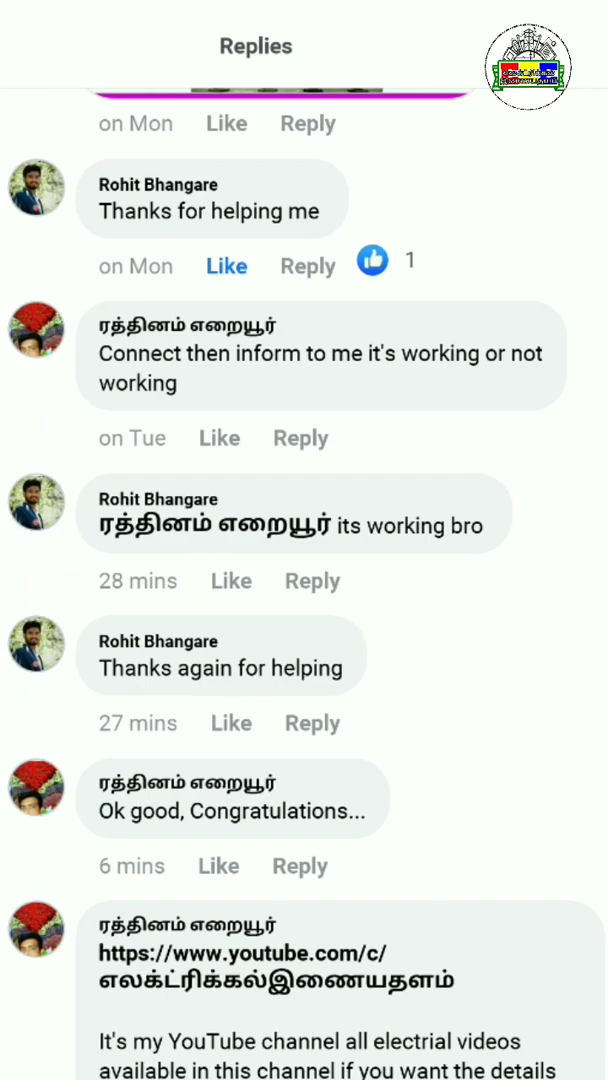 Replies
on Mon Like Reply
Rohit Bhangare
Thanks for helping me
on Mon Like Reply 1
ரத்தினம் எறையூர்
Connect then inform to me it's working or not
working
on Tue Like Reply
Rohit Bhangare
ரத்தினம் எறையூர் its working bro
28 mins Like Reply
Rohit Bhangare
Thanks again for helping
27 mins Like Reply
ரத்தினம் எறையூர்
Ok good, Congratulations...
6 mins Like Reply
ரத்தினம் எறையூர்
https://www.youtube.com/c/
எலக்ட்ரிக்கல்இணையதளம்
It's my YouTube channel all electrial videos
available in this channel if you want the details